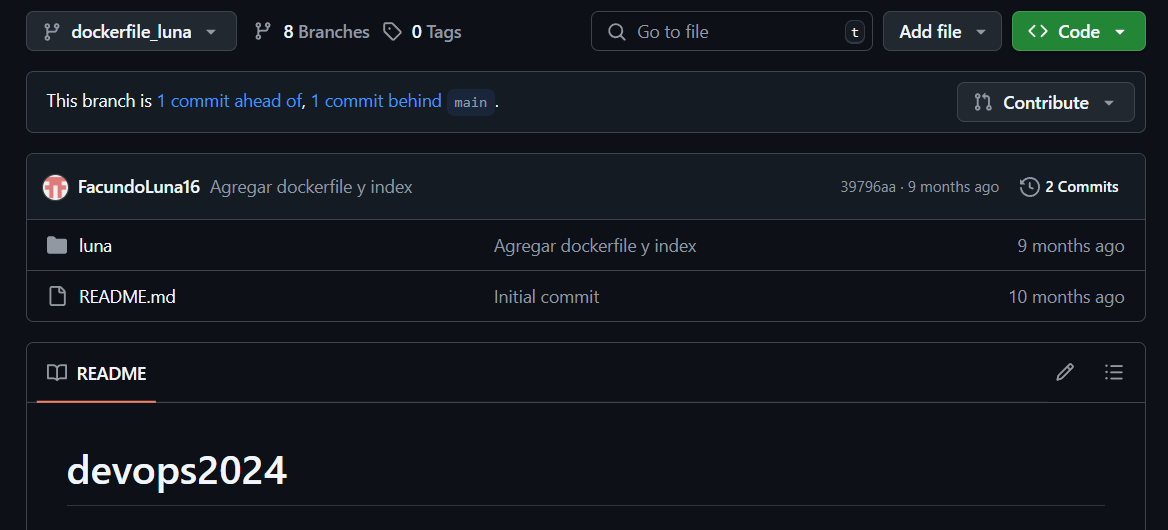 dockerfile_luna 8 Branches 0 Tags Go to file t Add file Code
This branch is 1 commit ahead of, 1 commit behind main.
Contribute
FacundoLuna16 Agregar dockerfile y index 39796aa · 9 months ago 2 Commits
luna Agregar dockerfile y index 9 months ago
README.md Initial commit 10 months ago
README
devops2024